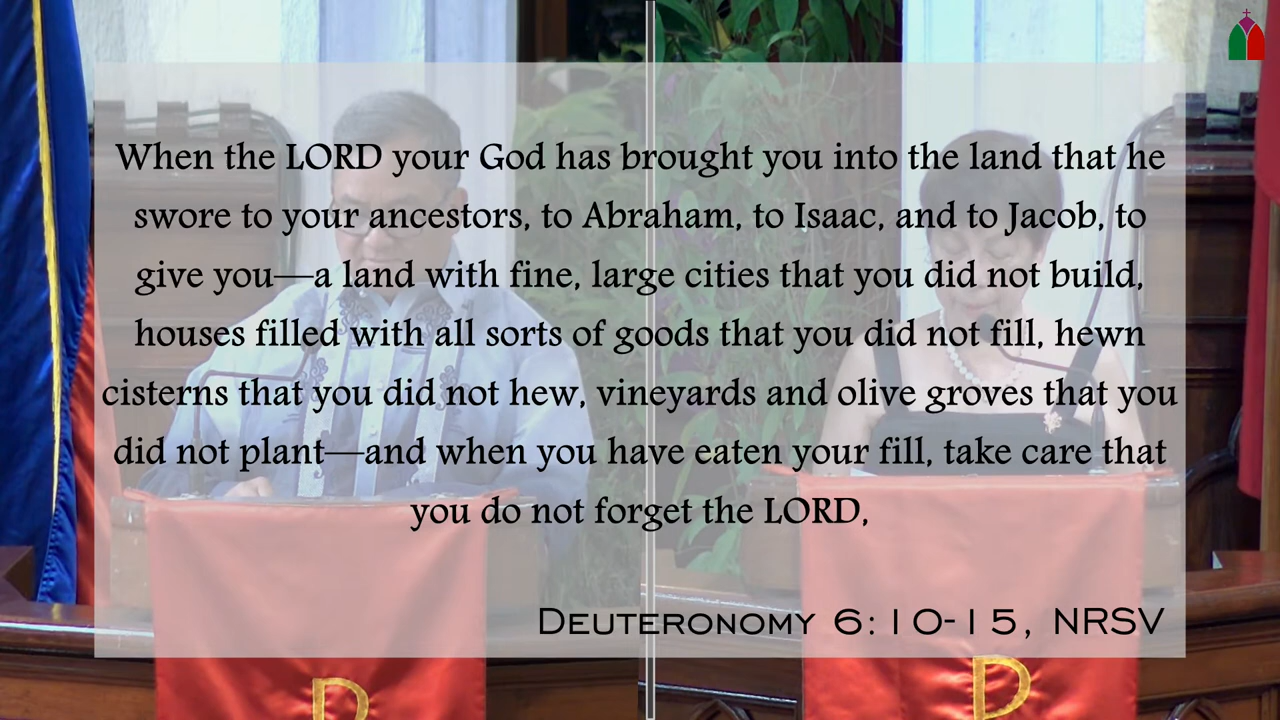 When the LORD your God has brought you into the land that he
swore to your ancestors, to Abraham, to Isaac, and to Jacob, to
give you—a land with fine, large cities that you did not build,
houses filled with all sorts of goods that you did not fill, hewn
cisterns that you did not hew, vineyards and olive groves that you
did not plant—and when you have eaten your fill, take care that
you do not forget the LORD,
Deuteronomy 6:10-15, NRSV